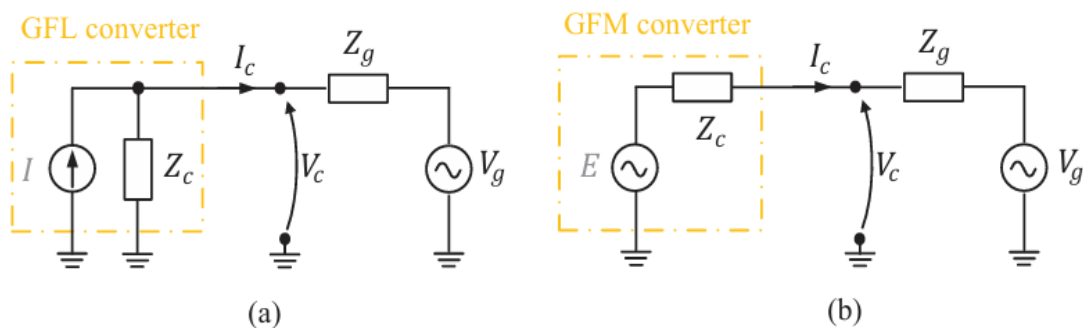 GFL converter
I_c
Z_g
I
Z_c
V_c
V_g
(a)
GFM converter
I_c
Z_g
Z_c
E
V_c
V_g
(b)